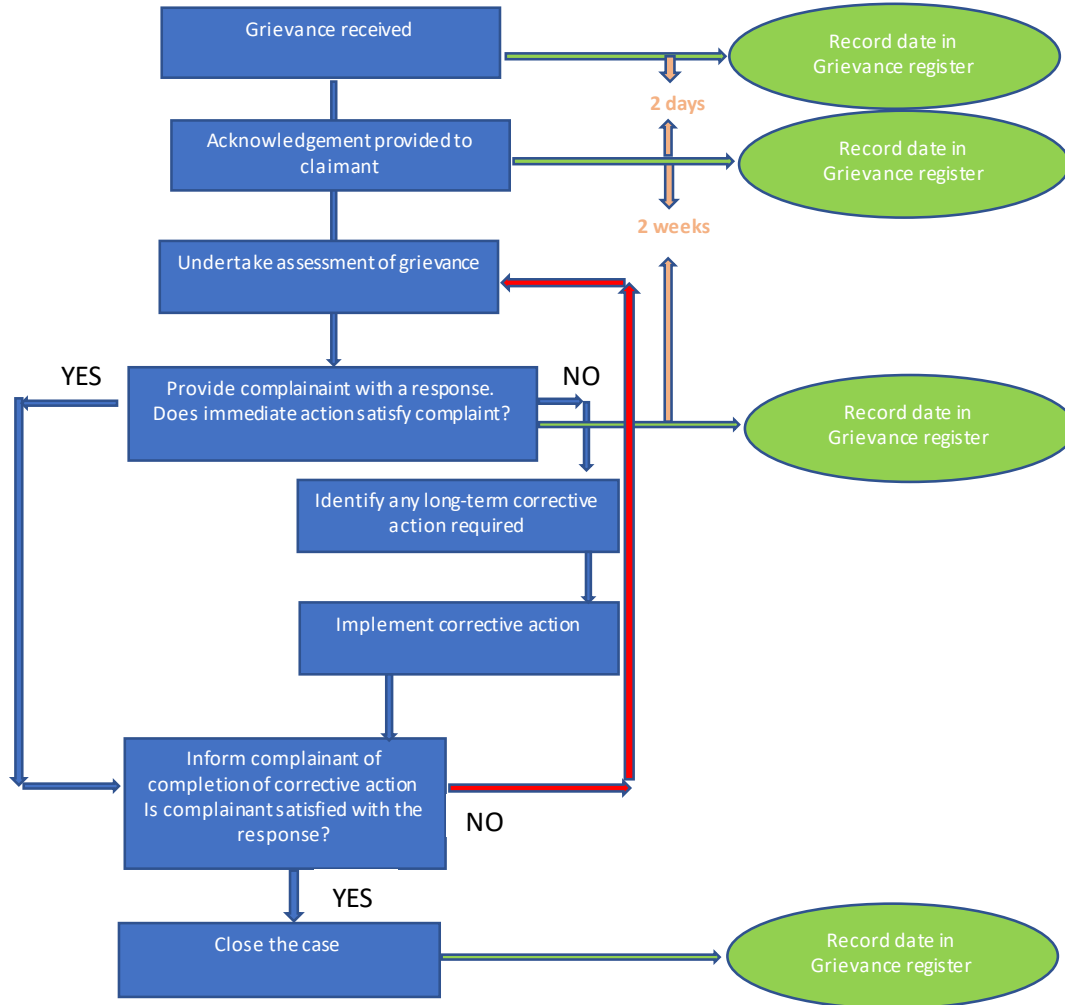 Grievance received
Record date in
Grievance register
2 days
Acknowledgement provided to
claimant
Record date in
Grievance register
2 weeks
Undertake assessment of grievance
YES
Provide complainaint with a response.
Does immediate action satisfy complaint?
NO
Record date in
Grievance register
Identify any long-term corrective
action required
Implement corrective action
Inform complainant of
completion of corrective action
Is complainant satisfied with the
response?
NO
YES
Close the case
Record date in
Grievance register